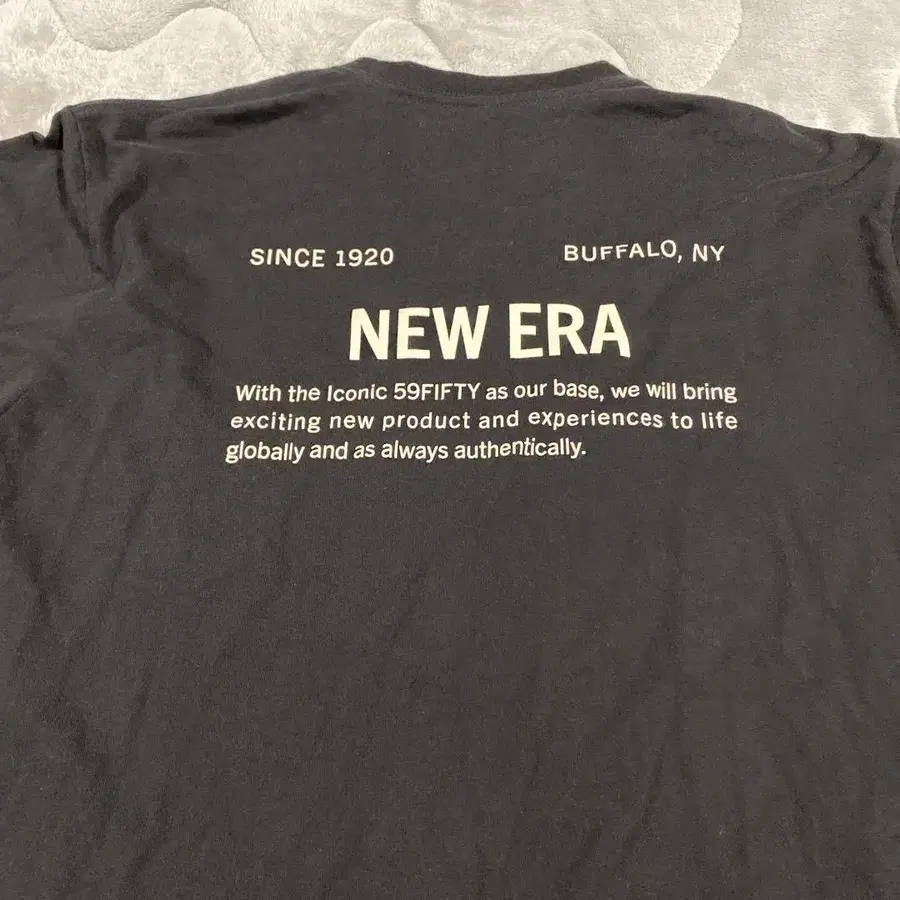 SINCE 1920 BUFFALO, NY
NEW ERA
With the Iconic 59FIFTY as our base, we will bring
exciting new product and experiences to life
globally and as always authentically.